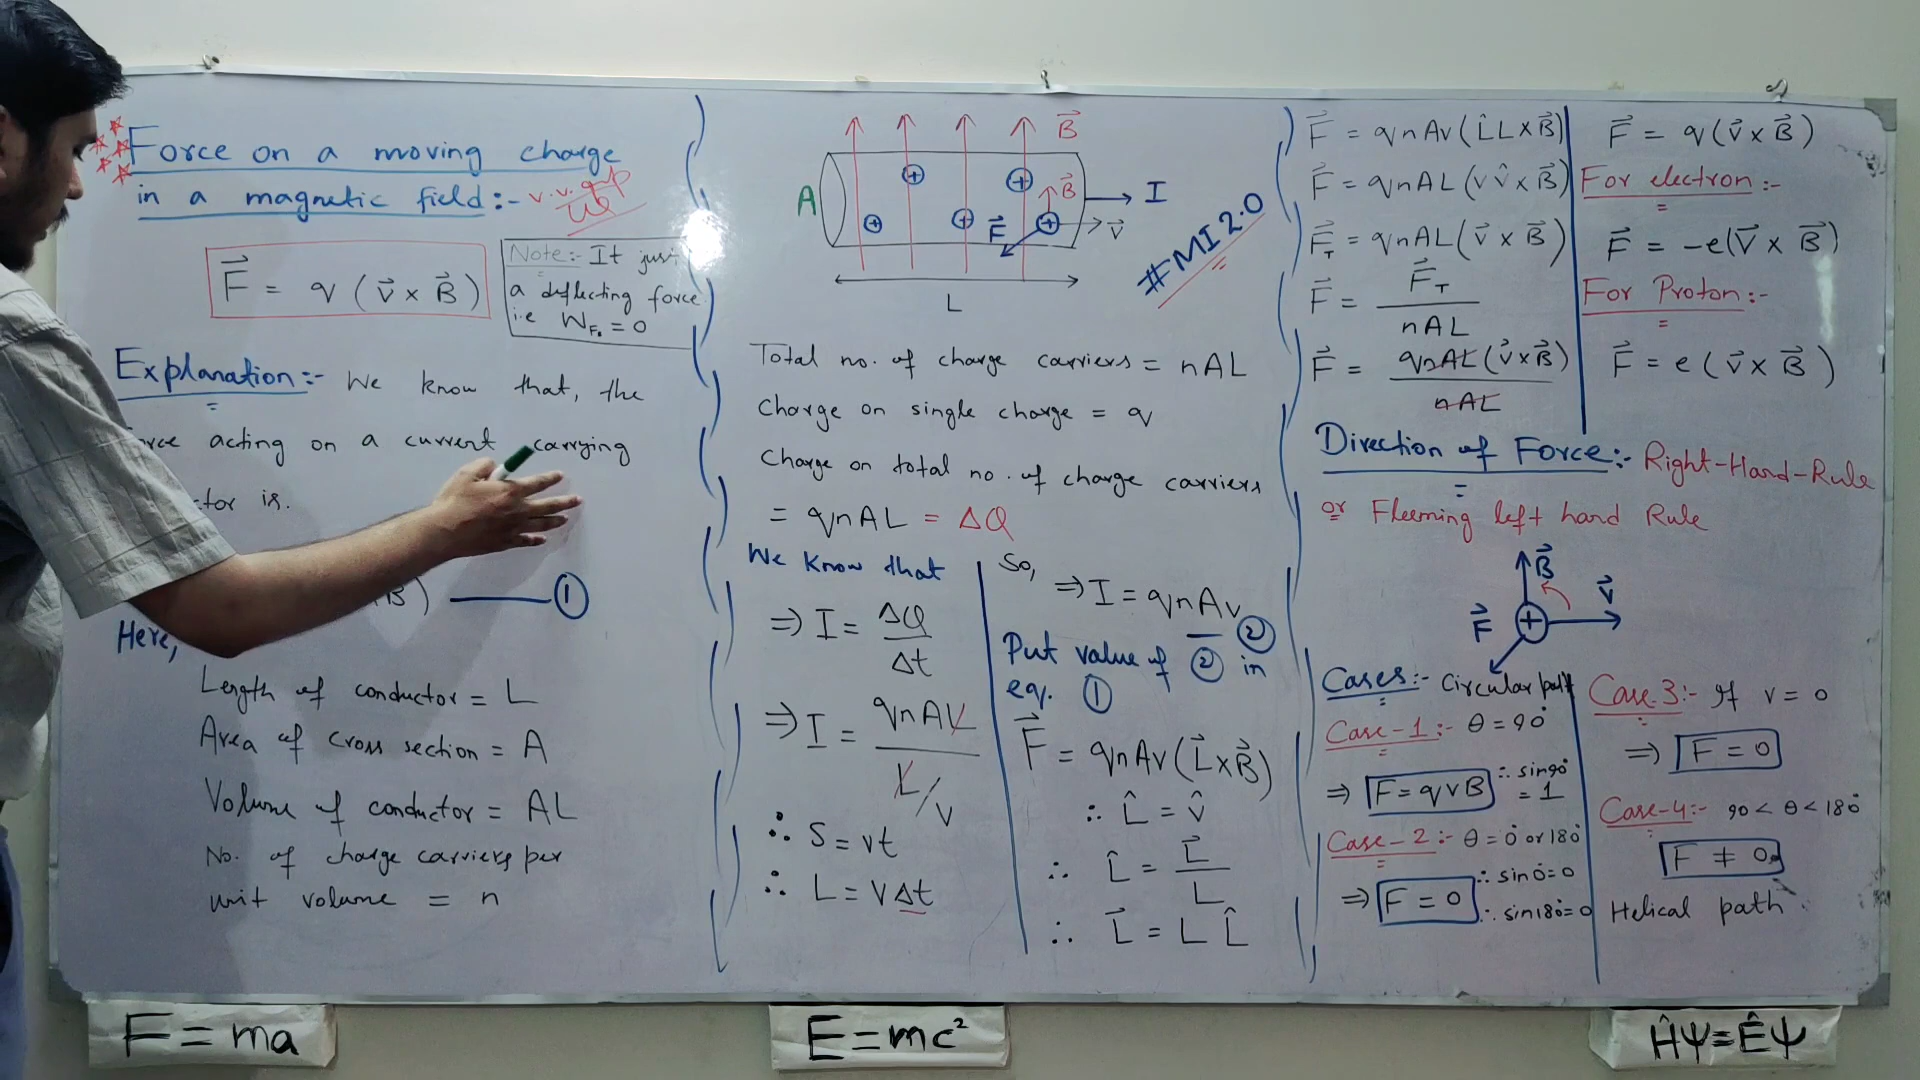 Force on a moving charge
in a magnetic field:- v.v.imp
F⃗ = q (v⃗ × B⃗)
Note:- It just
a deflecting force
i.e W_F = 0
Explanation:- We know that, the
acting on a current carrying
is.
B⃗) ——— ①
Here,
Length of conductor = L
Area of cross section = A
Volume of conductor = AL
No. of charge carriers per
unit volume = n
B⃗
A
B⃗
I
F⃗
v⃗
L
#MI 2.0
Total no. of charge carriers = nAL
Charge on single charge = q
Charge on total no. of charge carriers
= qnAL = ΔQ
We know that
⇒ I = ΔQ/Δt
⇒ I = qnAL/(L/v)
∴ S = vt
∴ L = vΔt
So,
⇒ I = qnAv — ②
Put value of ② in
eq. ①
F⃗ = qnAv(L⃗×B⃗)
∴ L̂ = v̂
∴ L̂ = L⃗/L
∴ L⃗ = L L̂
F⃗ = qnAv(L̂L×B⃗)
F⃗ = qnAL(v v̂×B⃗)
F⃗_T = qnAL(v⃗×B⃗)
F⃗ = F⃗_T/nAL
F⃗ = qnAL(v⃗×B⃗)/nAL
F⃗ = q(v⃗×B⃗)
For electron:-
F⃗ = -e(v⃗×B⃗)
For Proton:-
F⃗ = e(v⃗×B⃗)
Direction of Force:- Right-Hand-Rule
or Fleeming left hand Rule
B⃗
v⃗
F⃗
Cases:- Circular path
Case-1:- θ = 90°
⇒ F = qvB ∴ sin90°
= 1
Case-2:- θ = 0° or 180°
⇒ F = 0 ∴ sin0° = 0
∴ sin180° = 0
Case.3:- If v = 0
⇒ F = 0
Case-4:- 90 < θ < 180°
F ≠ 0
Helical path
F = ma
E = mc²
ĤΨ = ÊΨ